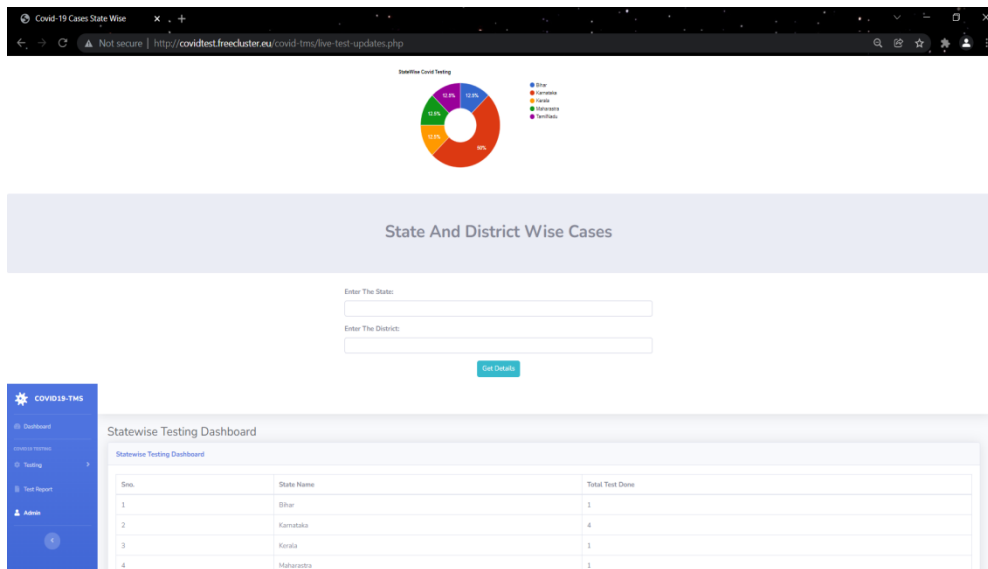 Covid-19 Cases State Wise
Not secure | http://covidtest.freecluster.eu/covid-tms/live-test-updates.php
StateWise Covid Testing
12.5% 12.5%
12.5%
12.5%
50%
Bihar
Karnataka
Kerala
Maharastra
TamilNadu
State And District Wise Cases
Enter The State:
Enter The District:
Get Details
COVID19-TMS
Dashboard
COVID19 TESTING
Testing
Test Report
Admin
Statewise Testing Dashboard
Statewise Testing Dashboard
Sno. State Name Total Test Done
1 Bihar 1
2 Karnataka 4
3 Kerala 1
4 Maharastra 1